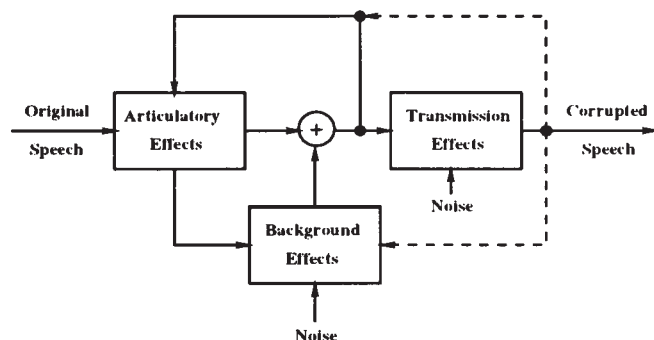 Original
Speech
Articulatory
Effects
+
Transmission
Effects
Corrupted
Speech
Noise
Background
Effects
Noise